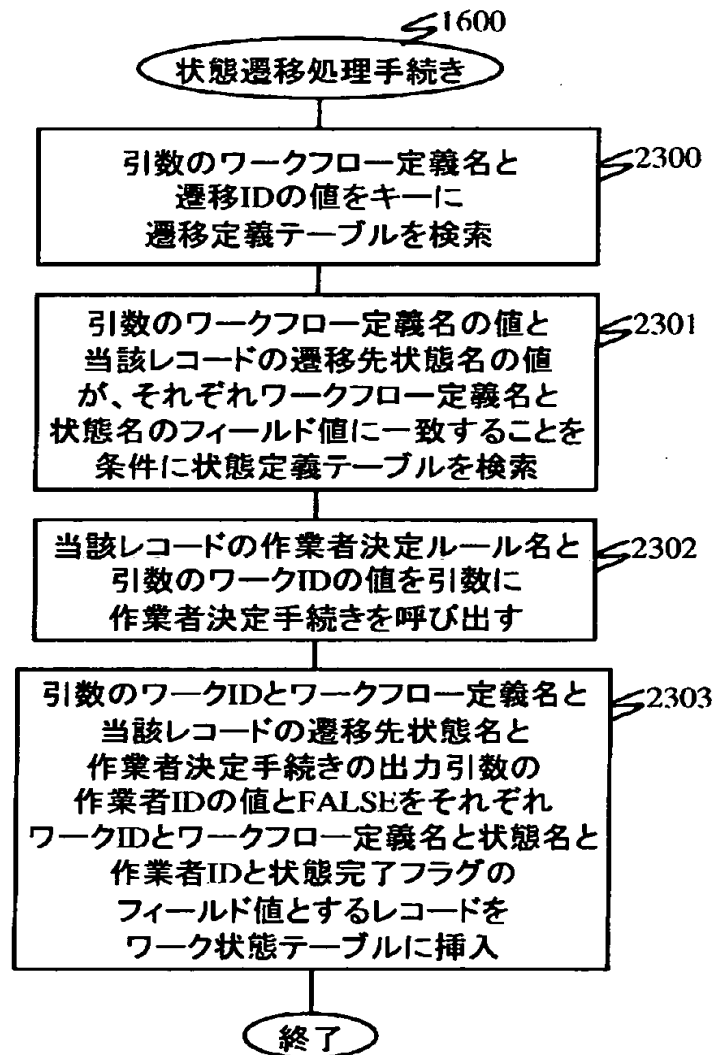 1600
状態遷移処理手続き
引数のワークフロー定義名と
遷移IDの値をキーに
遷移定義テーブルを検索
2300
引数のワークフロー定義名の値と
当該レコードの遷移先状態名の値
が、それぞれワークフロー定義名と
状態名のフィールド値に一致することを
条件に状態定義テーブルを検索
2301
当該レコードの作業者決定ルール名と
引数のワークIDの値を引数に
作業者決定手続きを呼び出す
2302
引数のワークIDとワークフロー定義名と
当該レコードの遷移先状態名と
作業者決定手続きの出力引数の
作業者IDの値とFALSEをそれぞれ
ワークIDとワークフロー定義名と状態名と
作業者IDと状態完了フラグの
フィールド値とするレコードを
ワーク状態テーブルに挿入
2303
終了